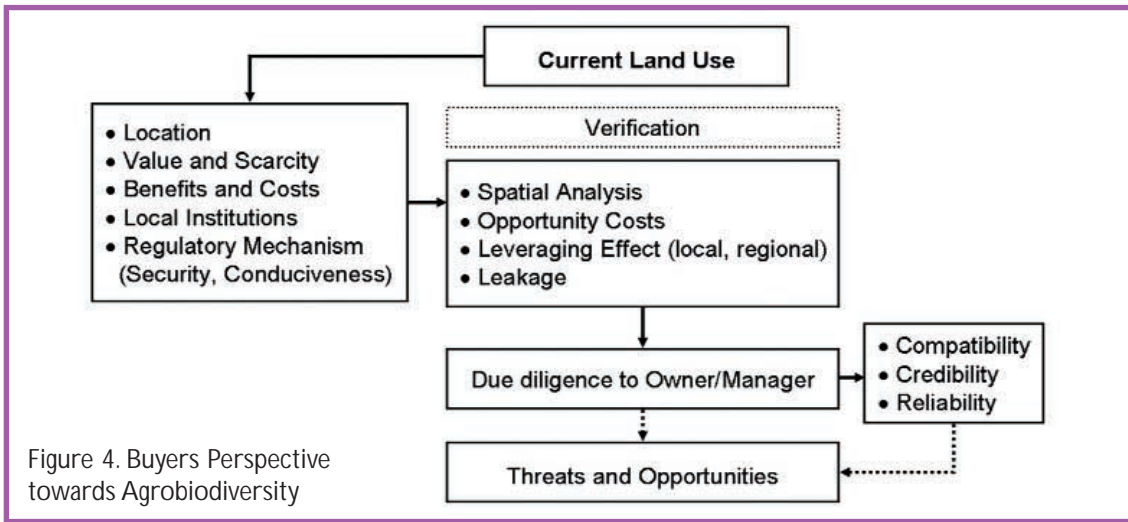 Current Land Use
• Location
• Value and Scarcity
• Benefits and Costs
• Local Institutions
• Regulatory Mechanism
(Security, Conduciveness)
Verification
• Spatial Analysis
• Opportunity Costs
• Leveraging Effect (local, regional)
• Leakage
Due diligence to Owner/Manager
• Compatibility
• Credibility
• Reliability
Threats and Opportunities
Figure 4. Buyers Perspective
towards Agrobiodiversity